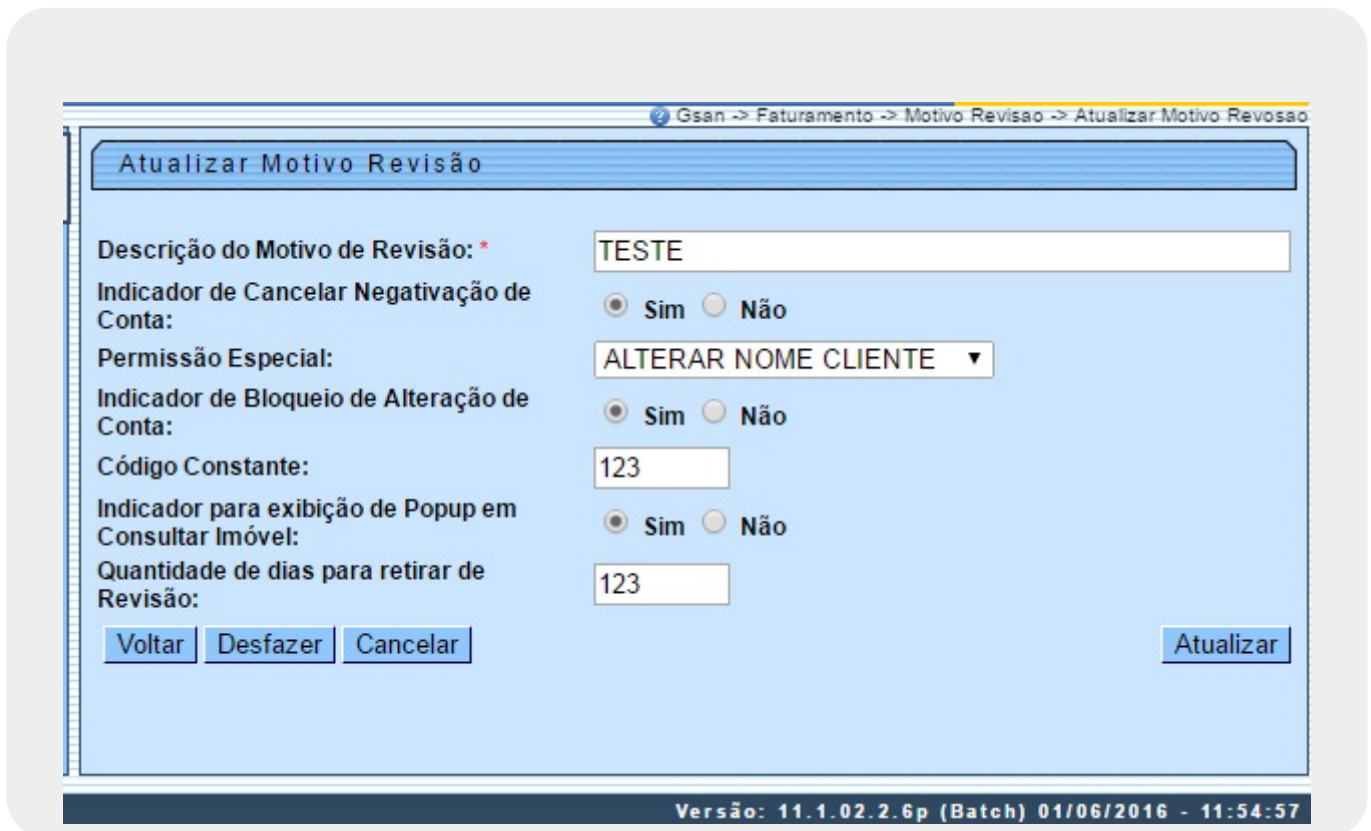 Gsan -> Faturamento -> Motivo Revisao -> Atualizar Motivo Revosao
Atualizar Motivo Revisão
Descrição do Motivo de Revisão: * TESTE
Indicador de Cancelar Negativação de
Conta: Sim Não
Permissão Especial: ALTERAR NOME CLIENTE
Indicador de Bloqueio de Alteração de
Conta: Sim Não
Código Constante: 123
Indicador para exibição de Popup em
Consultar Imóvel: Sim Não
Quantidade de dias para retirar de
Revisão: 123
Voltar Desfazer Cancelar Atualizar
Versão: 11.1.02.2.6p (Batch) 01/06/2016 - 11:54:57